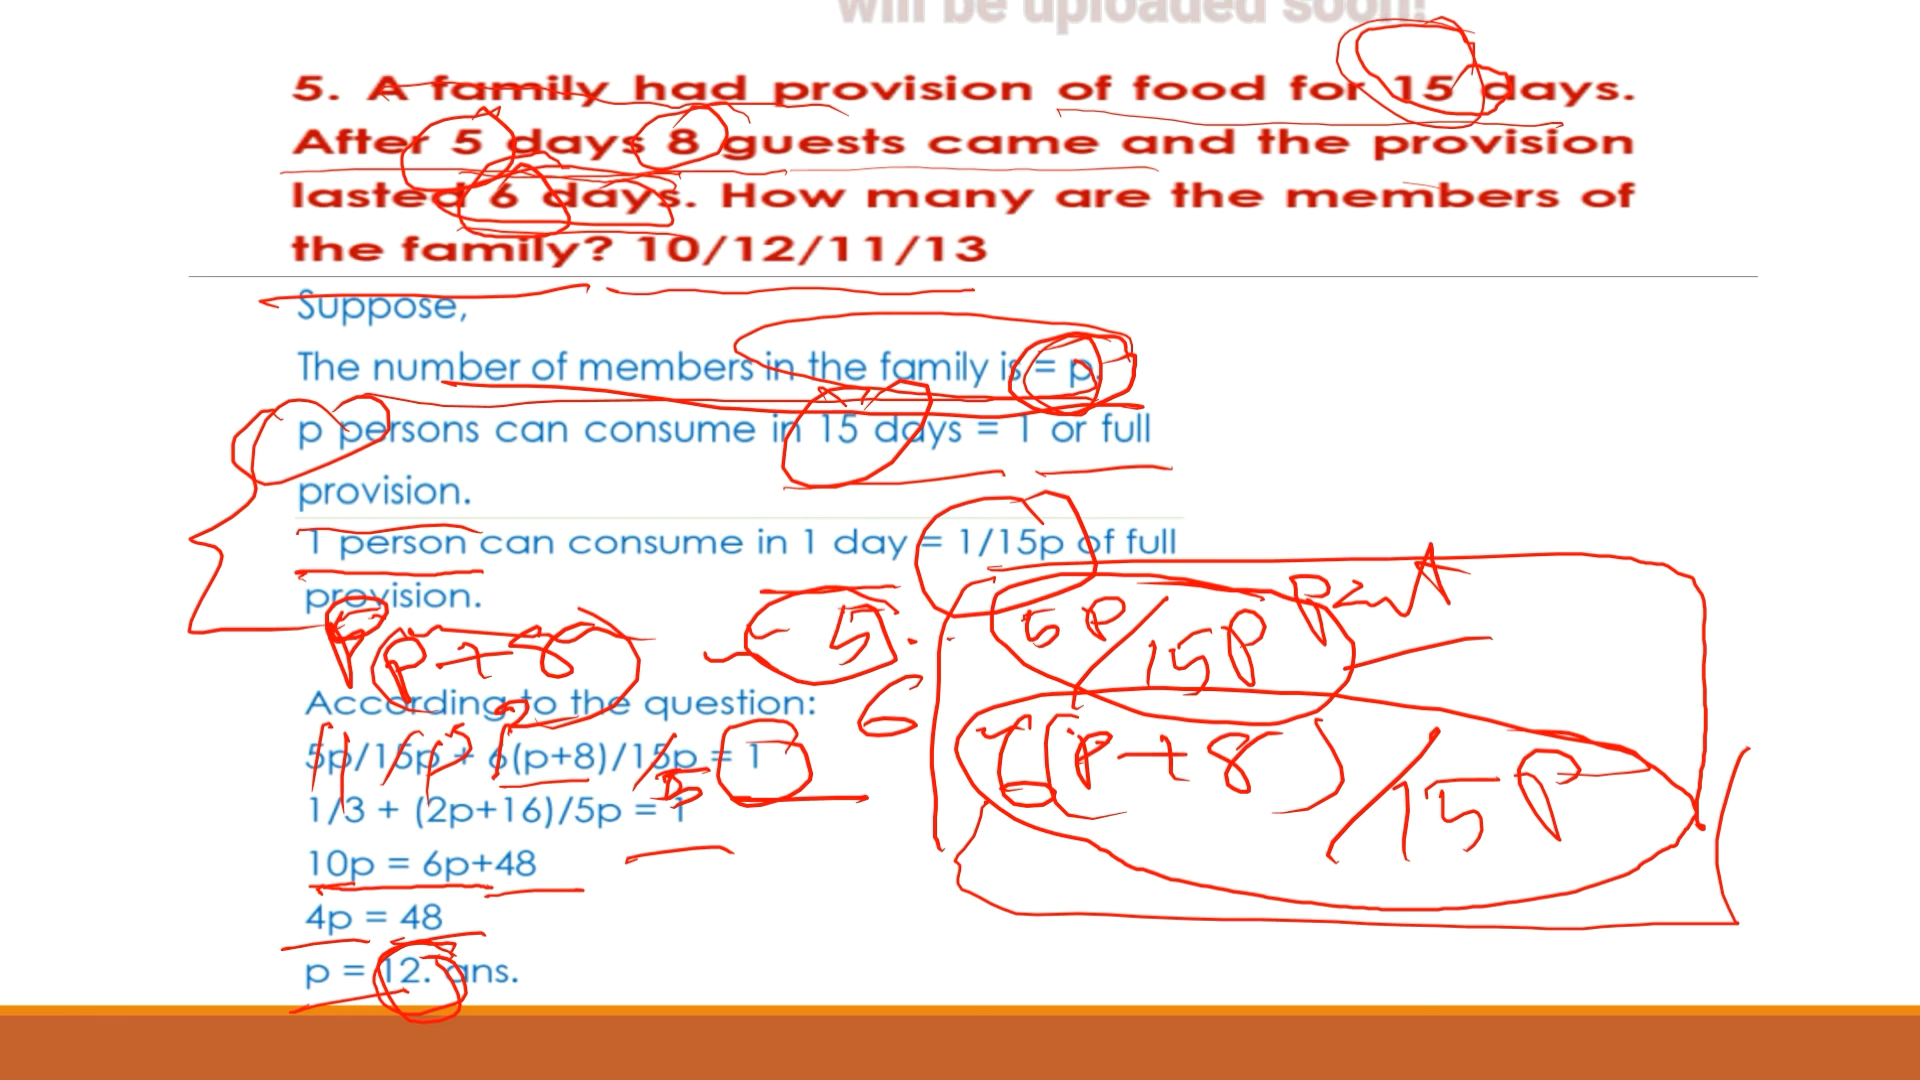 will be uploaded soon!
5. A family had provision of food for 15 days.
After 5 days 8 guests came and the provision
lasted 6 days. How many are the members of
the family? 10/12/11/13
Suppose,
The number of members in the family is = p.
p persons can consume in 15 days = 1 or full
provision.
1 person can consume in 1 day = 1/15p of full
provision.
P+8
5
6
5P/15P
(P+8)/15P
According to the question:
5p/15p + 6(p+8)/15p = 1
1/3 + (2p+16)/5p = 1
10p = 6p+48
4p = 48
p = 12. ans.